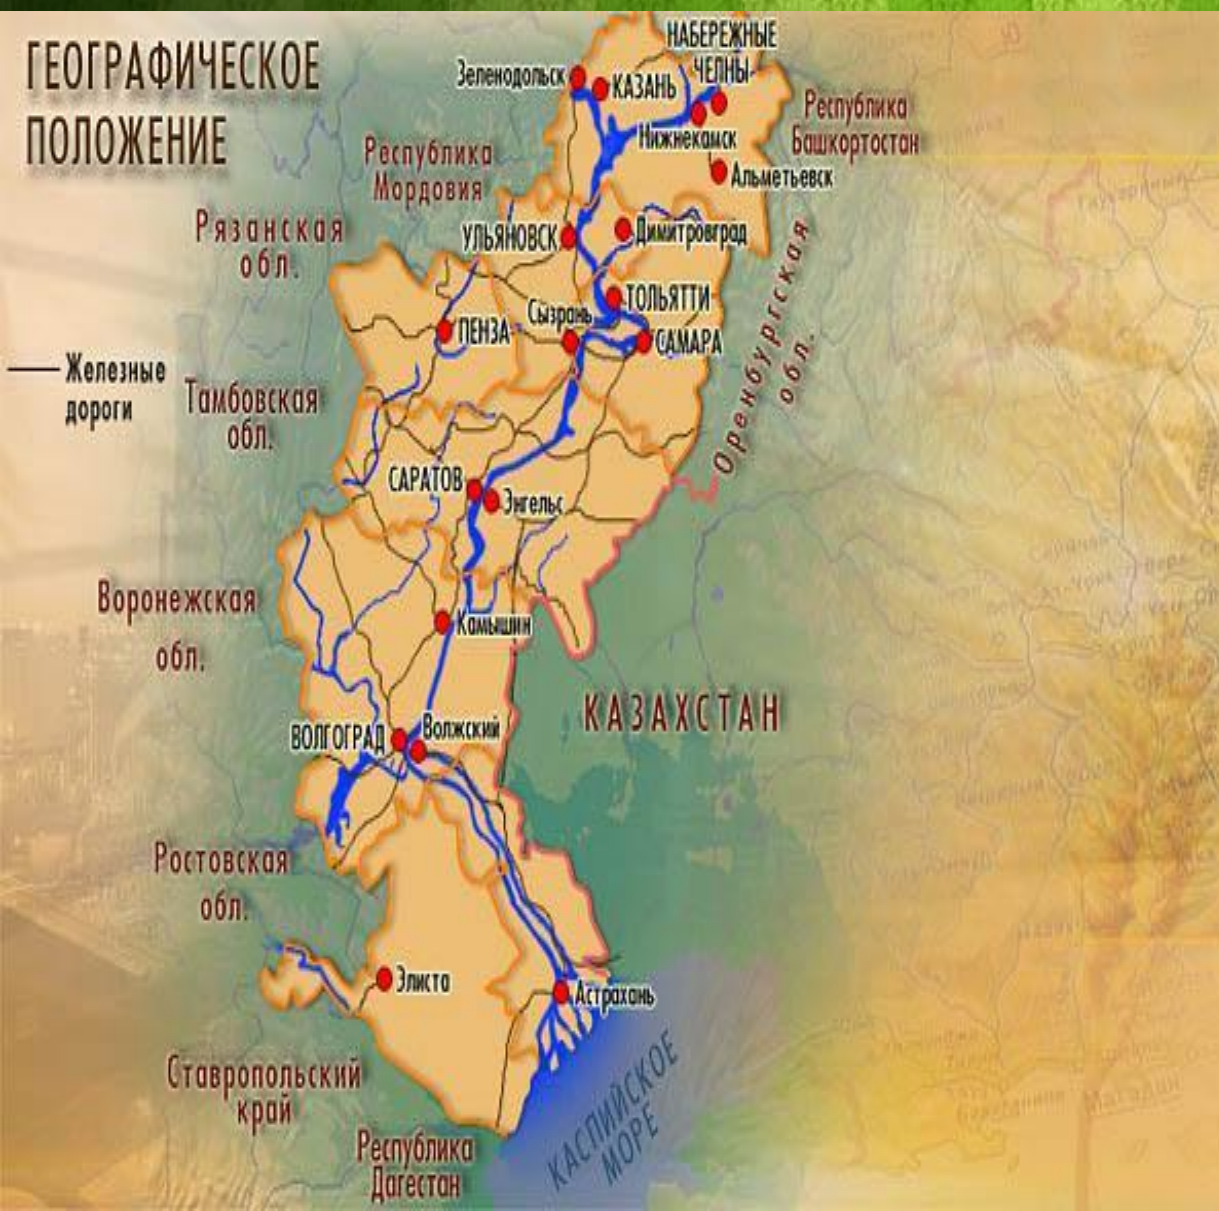 ГЕОГРАФИЧЕСКОЕ
ПОЛОЖЕНИЕ
НАБЕРЕЖНЫЕ
ЧЕЛНЫ
Зеленодольск
КАЗАНЬ
Нижнекамск
Альметьевск
Республика
Башкортостан
Республика
Мордовия
Рязанская
обл.
УЛЬЯНОВСК
Димитровград
Оренбургская
обл.
Сызрань
ТОЛЬЯТТИ
ПЕНЗА
САМАРА
Железные
дороги
Тамбовская
обл.
САРАТОВ
Энгельс
Воронежская
обл.
Камышин
КАЗАХСТАН
ВОЛГОГРАД
Волжский
Ростовская
обл.
Элиста
Астрахань
Ставропольский
край
КАСПИЙСКОЕ
МОРЕ
Республика
Дагестан
Магадан